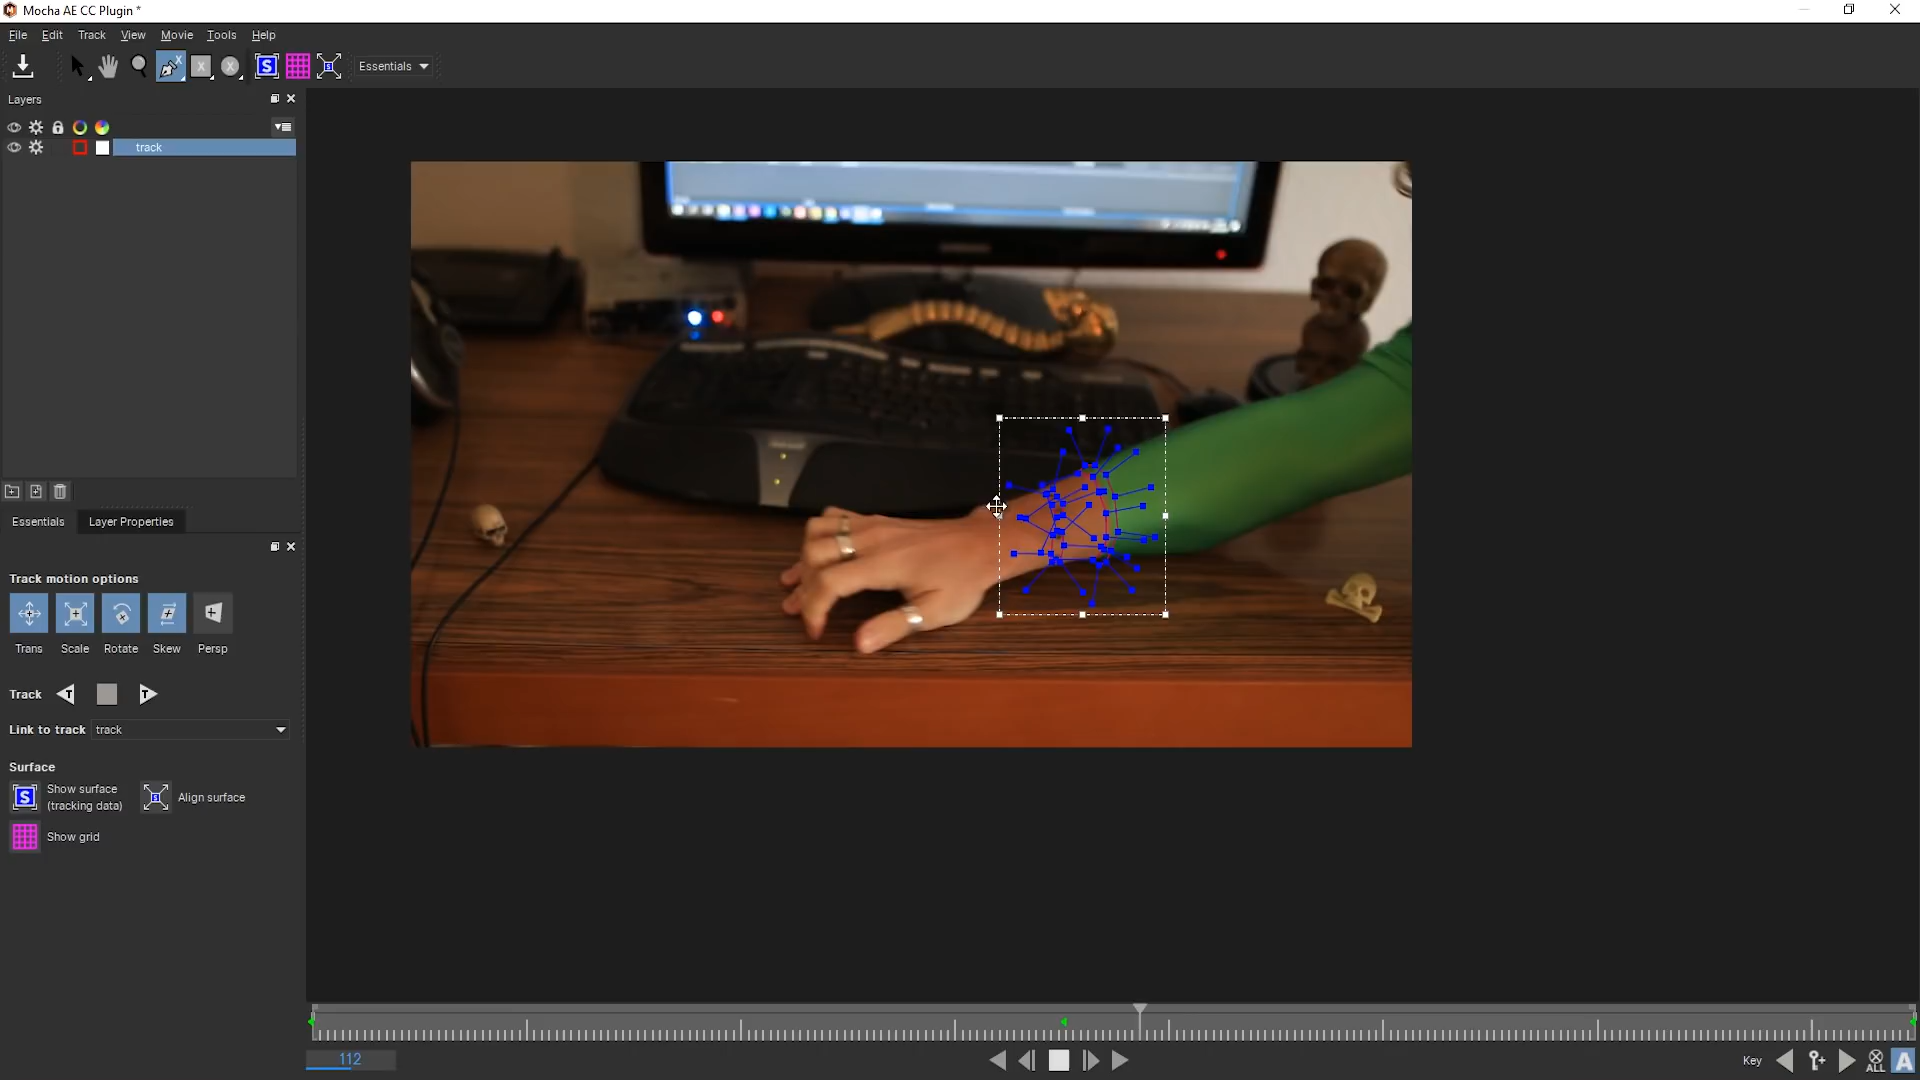 Mocha AE CC Plugin *
File Edit Track View Movie Tools Help
Essentials
Layers
track
Essentials Layer Properties
Track motion options
Trans Scale Rotate Skew Persp
Track
Link to track track
Surface
Show surface
(tracking data)
Align surface
Show grid
112
Key
ALL
A